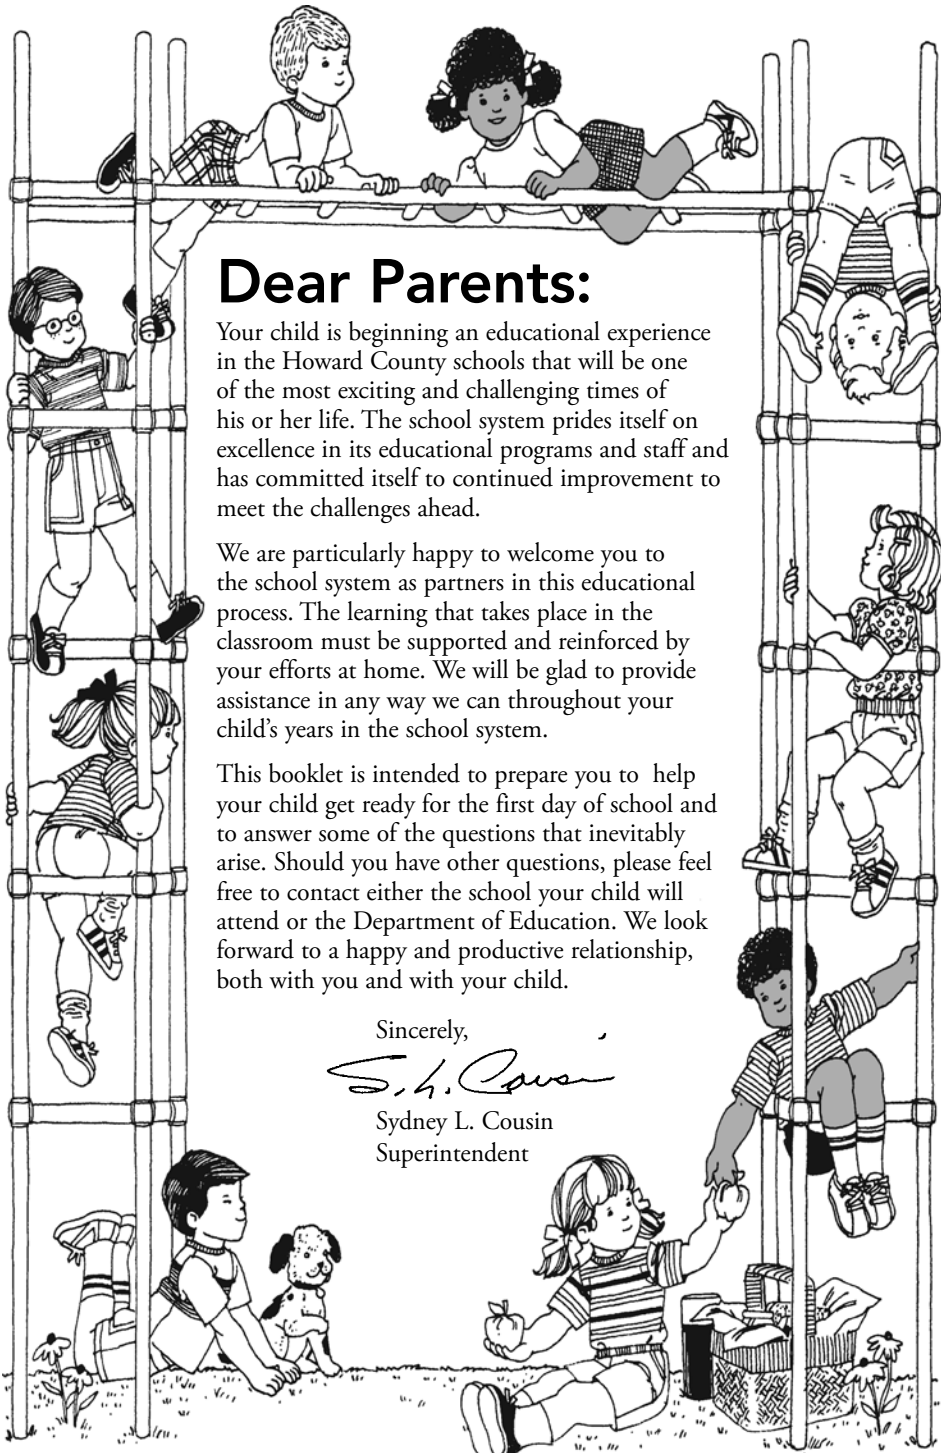 Dear Parents:
Your child is beginning an educational experience
in the Howard County schools that will be one
of the most exciting and challenging times of
his or her life. The school system prides itself on
excellence in its educational programs and staff and
has committed itself to continued improvement to
meet the challenges ahead.
We are particularly happy to welcome you to
the school system as partners in this educational
process. The learning that takes place in the
classroom must be supported and reinforced by
your efforts at home. We will be glad to provide
assistance in any way we can throughout your
child’s years in the school system.
This booklet is intended to prepare you to help
your child get ready for the first day of school and
to answer some of the questions that inevitably
arise. Should you have other questions, please feel
free to contact either the school your child will
attend or the Department of Education. We look
forward to a happy and productive relationship,
both with you and with your child.
Sincerely,
S. L. Cousin
Sydney L. Cousin
Superintendent